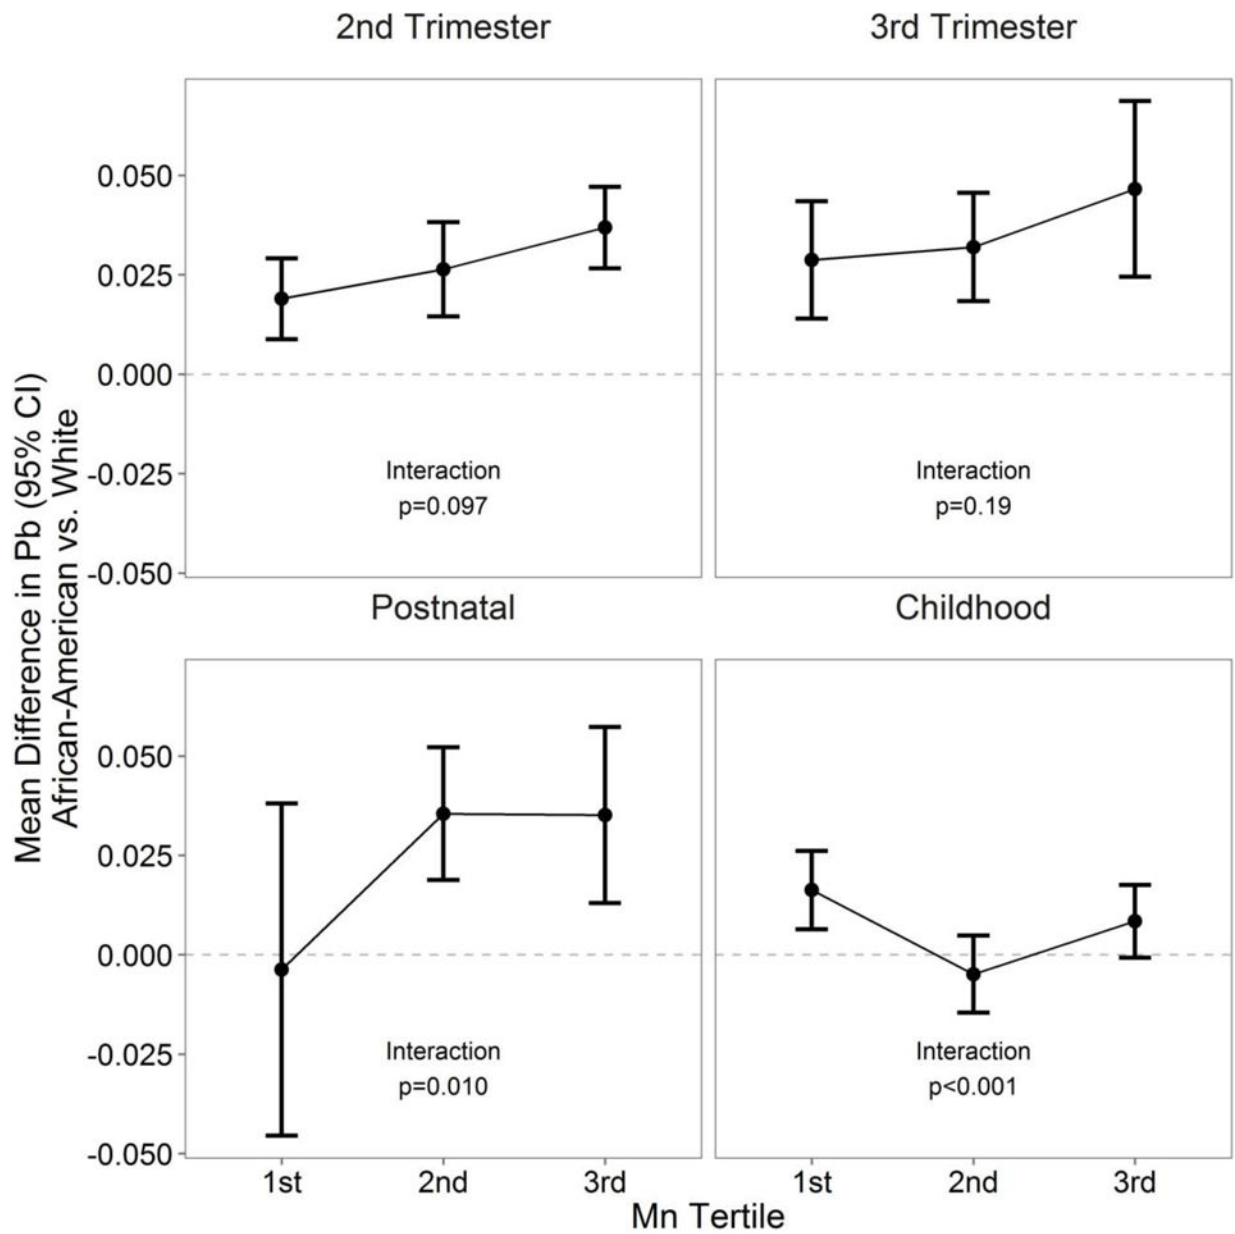 2nd Trimester
3rd Trimester
Mean Difference in Pb (95% CI)
African-American vs. White
0.050
0.025
0.000
-0.025
-0.050
Interaction
p=0.097
Interaction
p=0.19
Postnatal
Childhood
0.050
0.025
0.000
-0.025
-0.050
Interaction
p=0.010
Interaction
p<0.001
1st
2nd
3rd
1st
2nd
3rd
Mn Tertile